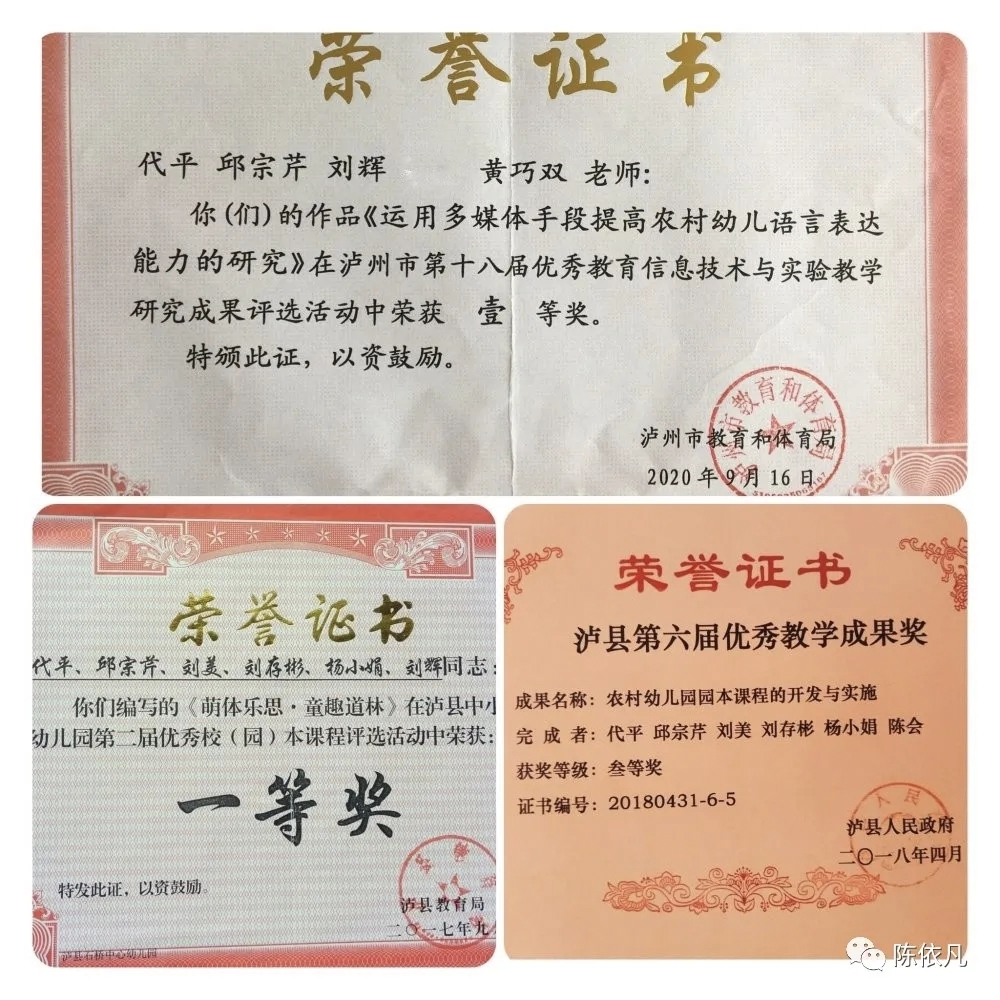 荣誉证书
代平 邱宗芹 刘辉 黄巧双 老师:
你(们)的作品《运用多媒体手段提高农村幼儿语言表达
能力的研究》在泸州市第十八届优秀教育信息技术与实验教学
研究成果评选活动中荣获 壹 等奖。
特颁此证，以资鼓励。
泸州市教育和体育局
2020年9月16日
荣誉证书
代平、邱宗芹、刘美、刘存彬、杨小娟、刘辉同志:
你们编写的《萌体乐思·童趣道林》在泸县中小
幼儿园第二届优秀校(园)本课程评选活动中荣获:
一等奖
特发此证，以资鼓励。
泸县教育局
二〇一七年九
泸县石桥中心幼儿园
荣誉证书
泸县第六届优秀教学成果奖
成果名称: 农村幼儿园园本课程的开发与实施
完成者: 代平 邱宗芹 刘美 刘存彬 杨小娟 陈会
获奖等级: 叁等奖
证书编号: 20180431-6-5
泸县人民政府
二〇一八年四月
陈依凡